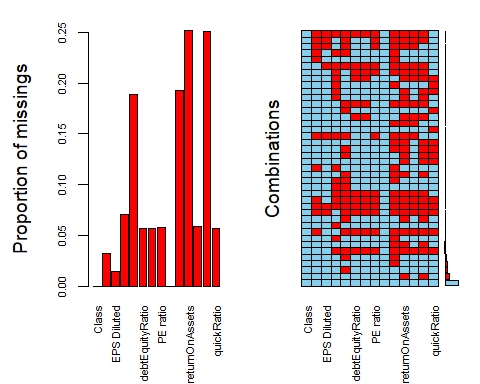 Proportion of missings
0.00
0.05
0.10
0.15
0.20
0.25
Class
EPS Diluted
debtEquityRatio
PE ratio
returnOnAssets
quickRatio
Combinations
Class
EPS Diluted
debtEquityRatio
PE ratio
returnOnAssets
quickRatio